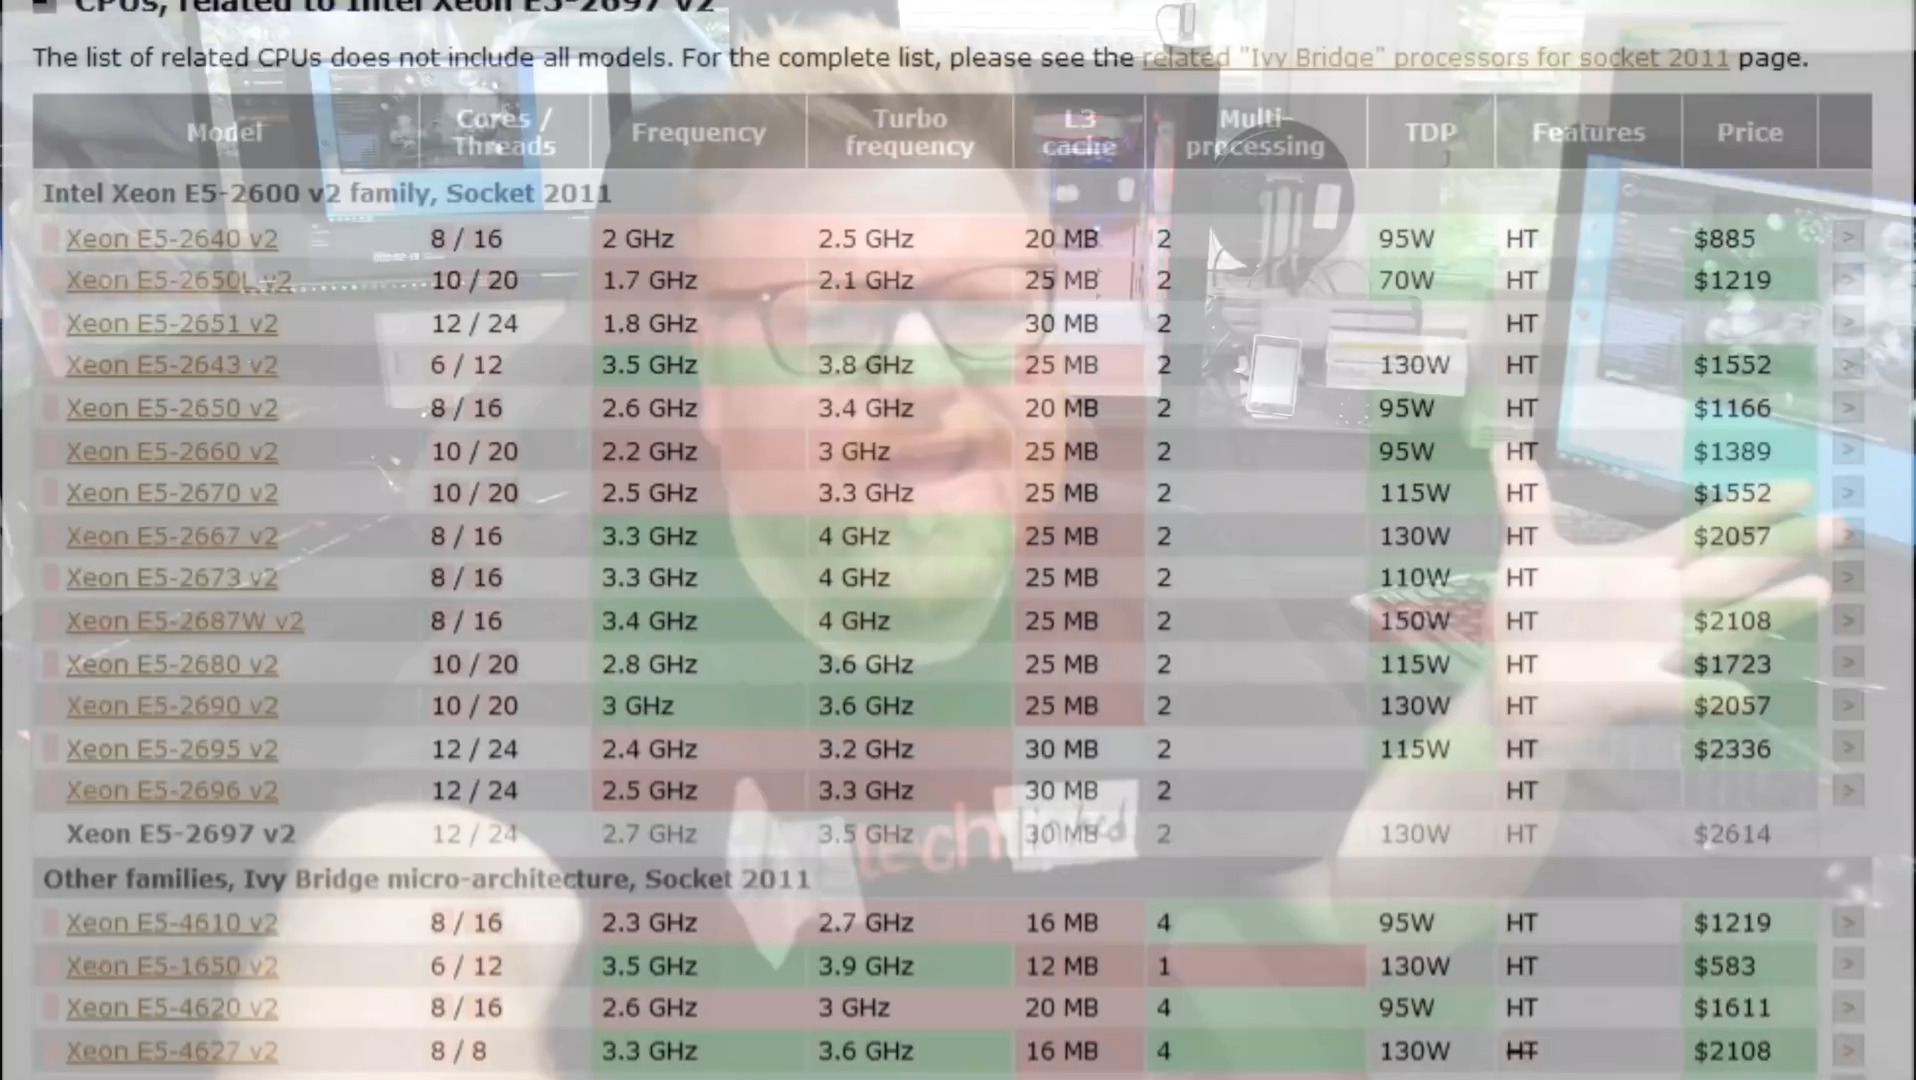 CPUs, related to Intel Xeon E5-2697 v2
The list of related CPUs does not include all models. For the complete list, please see the related "Ivy Bridge" processors for socket 2011 page.
Model Cores / Threads Frequency Turbo frequency L3 cache Multi-processing TDP Features Price
Intel Xeon E5-2600 v2 family, Socket 2011
Xeon E5-2640 v2 8 / 16 2 GHz 2.5 GHz 20 MB 2 95W HT $885 >
Xeon E5-2650L v2 10 / 20 1.7 GHz 2.1 GHz 25 MB 2 70W HT $1219 >
Xeon E5-2651 v2 12 / 24 1.8 GHz 30 MB 2 HT >
Xeon E5-2643 v2 6 / 12 3.5 GHz 3.8 GHz 25 MB 2 130W HT $1552 >
Xeon E5-2650 v2 8 / 16 2.6 GHz 3.4 GHz 20 MB 2 95W HT $1166 >
Xeon E5-2660 v2 10 / 20 2.2 GHz 3 GHz 25 MB 2 95W HT $1389 >
Xeon E5-2670 v2 10 / 20 2.5 GHz 3.3 GHz 25 MB 2 115W HT $1552 >
Xeon E5-2667 v2 8 / 16 3.3 GHz 4 GHz 25 MB 2 130W HT $2057 >
Xeon E5-2673 v2 8 / 16 3.3 GHz 4 GHz 25 MB 2 110W HT >
Xeon E5-2687W v2 8 / 16 3.4 GHz 4 GHz 25 MB 2 150W HT $2108 >
Xeon E5-2680 v2 10 / 20 2.8 GHz 3.6 GHz 25 MB 2 115W HT $1723 >
Xeon E5-2690 v2 10 / 20 3 GHz 3.6 GHz 25 MB 2 130W HT $2057 >
Xeon E5-2695 v2 12 / 24 2.4 GHz 3.2 GHz 30 MB 2 115W HT $2336 >
Xeon E5-2696 v2 12 / 24 2.5 GHz 3.3 GHz 30 MB 2 HT >
Xeon E5-2697 v2 12 / 24 2.7 GHz 3.5 GHz 30 MB 2 130W HT $2614
tech linked
Other families, Ivy Bridge micro-architecture, Socket 2011
Xeon E5-4610 v2 8 / 16 2.3 GHz 2.7 GHz 16 MB 4 95W HT $1219 >
Xeon E5-1650 v2 6 / 12 3.5 GHz 3.9 GHz 12 MB 1 130W HT $583 >
Xeon E5-4620 v2 8 / 16 2.6 GHz 3 GHz 20 MB 4 95W HT $1611 >
Xeon E5-4627 v2 8 / 8 3.3 GHz 3.6 GHz 16 MB 4 130W HT $2108 >